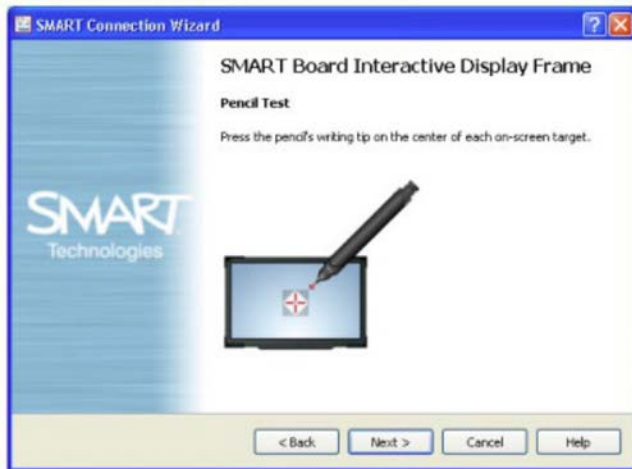 SMART Connection Wizard
SMART Board Interactive Display Frame
Pencil Test
Press the pencil's writing tip on the center of each on-screen target.
SMART
Technologies
< Back
Next >
Cancel
Help